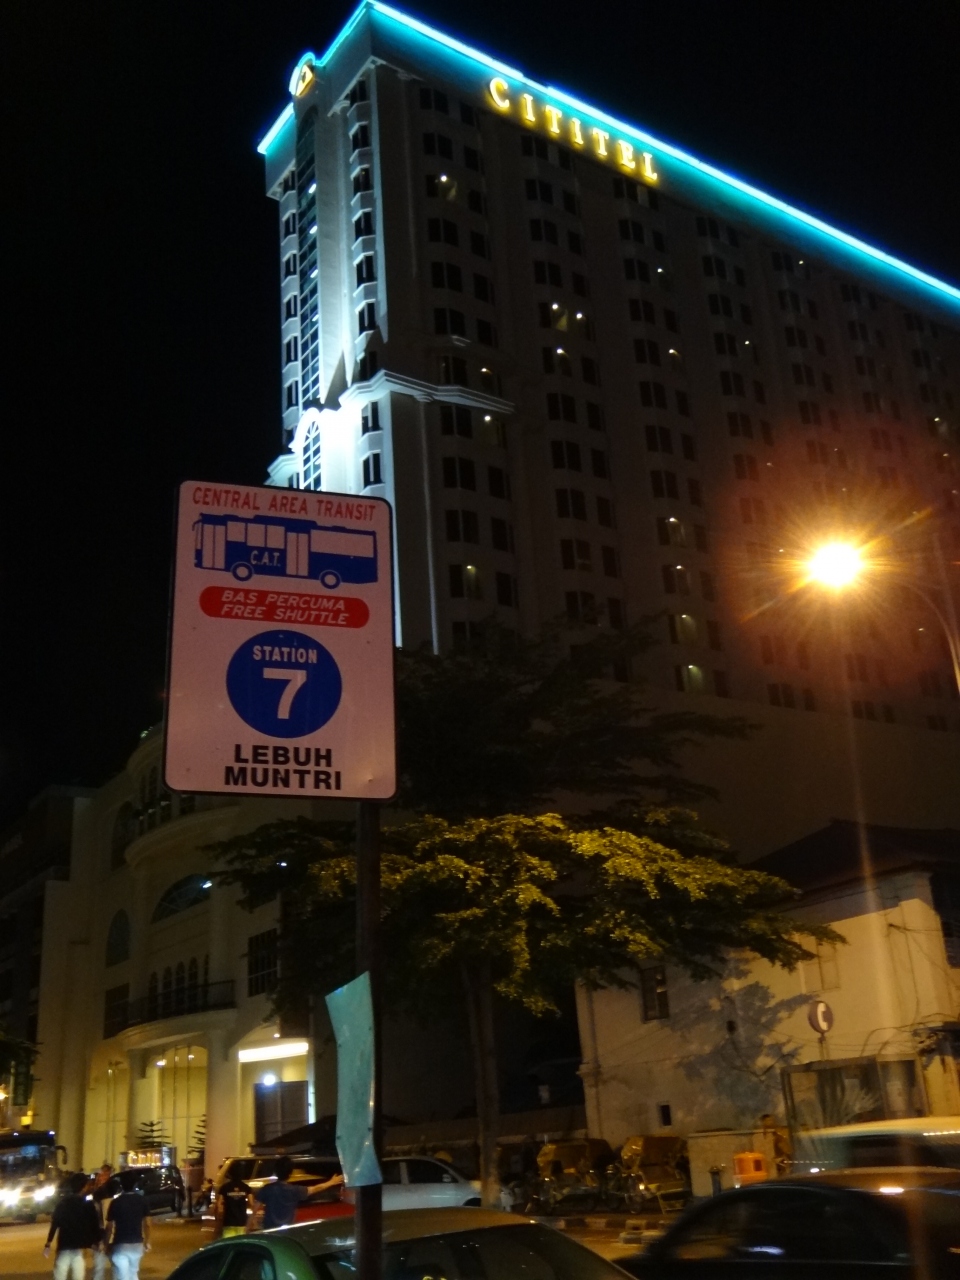 CITITEL
CENTRAL AREA TRANSIT
C.A.T.
BAS PERCUMA
FREE SHUTTLE
STATION
7
LEBUH
MUNTRI